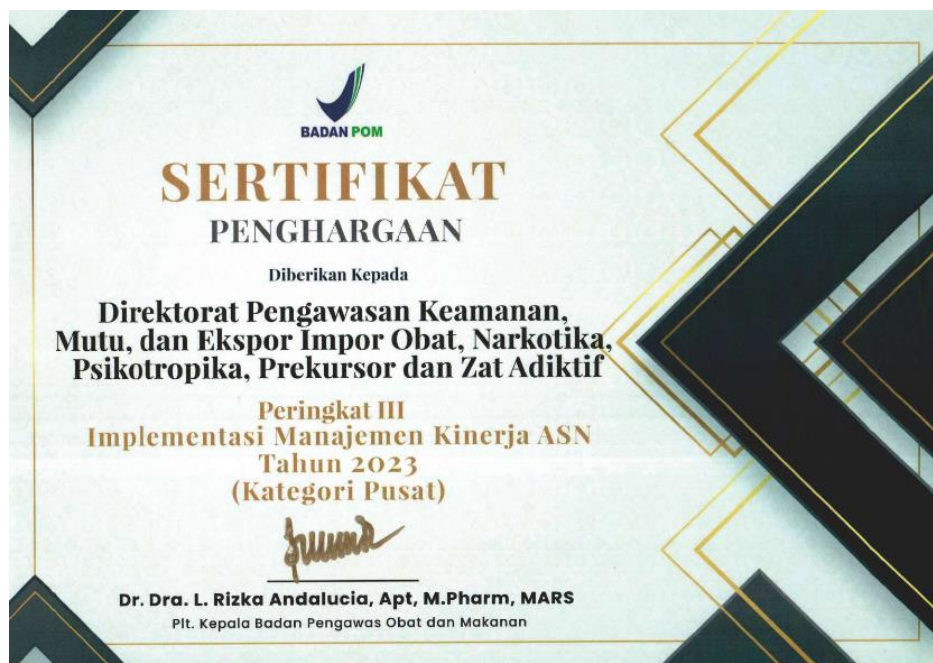 BADAN POM
SERTIFIKAT
PENGHARGAAN
Diberikan Kepada
Direktorat Pengawasan Keamanan,
Mutu, dan Ekspor Impor Obat, Narkotika,
Psikotropika, Prekursor dan Zat Adiktif
Peringkat III
Implementasi Manajemen Kinerja ASN
Tahun 2023
(Kategori Pusat)
Dr. Dra. L. Rizka Andalucia, Apt, M.Pharm, MARS
Plt. Kepala Badan Pengawas Obat dan Makanan